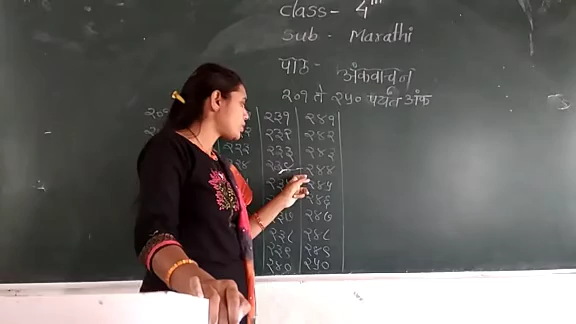 class - 4th
Sub - Marathi
पाठ - अंकवाचन
२०१ ते २५० पर्यंत अंक
२३१ २४१
२३२ २४२
२२३ २३३ २४३
२४४
२४५
२४६
२४७
२३८ २४८
२३९ २४९
२४० २५०